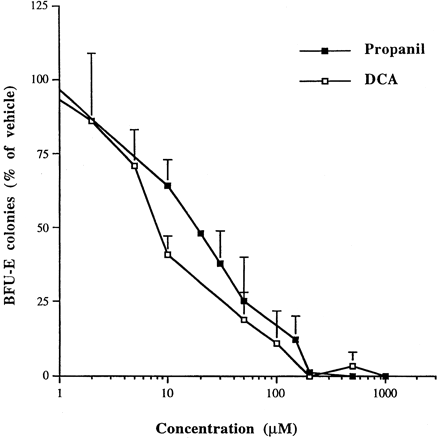 125
100
75
50
25
0
BFU-E colonies (% of vehicle)
Propanil
DCA
1
10
100
1000
Concentration (μM)